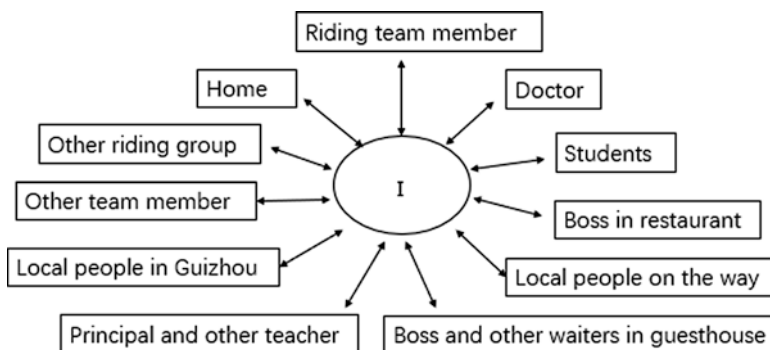 Riding team member
Home
Doctor
Other riding group
Students
Other team member
I
Boss in restaurant
Local people in Guizhou
Local people on the way
Principal and other teacher
Boss and other waiters in guesthouse